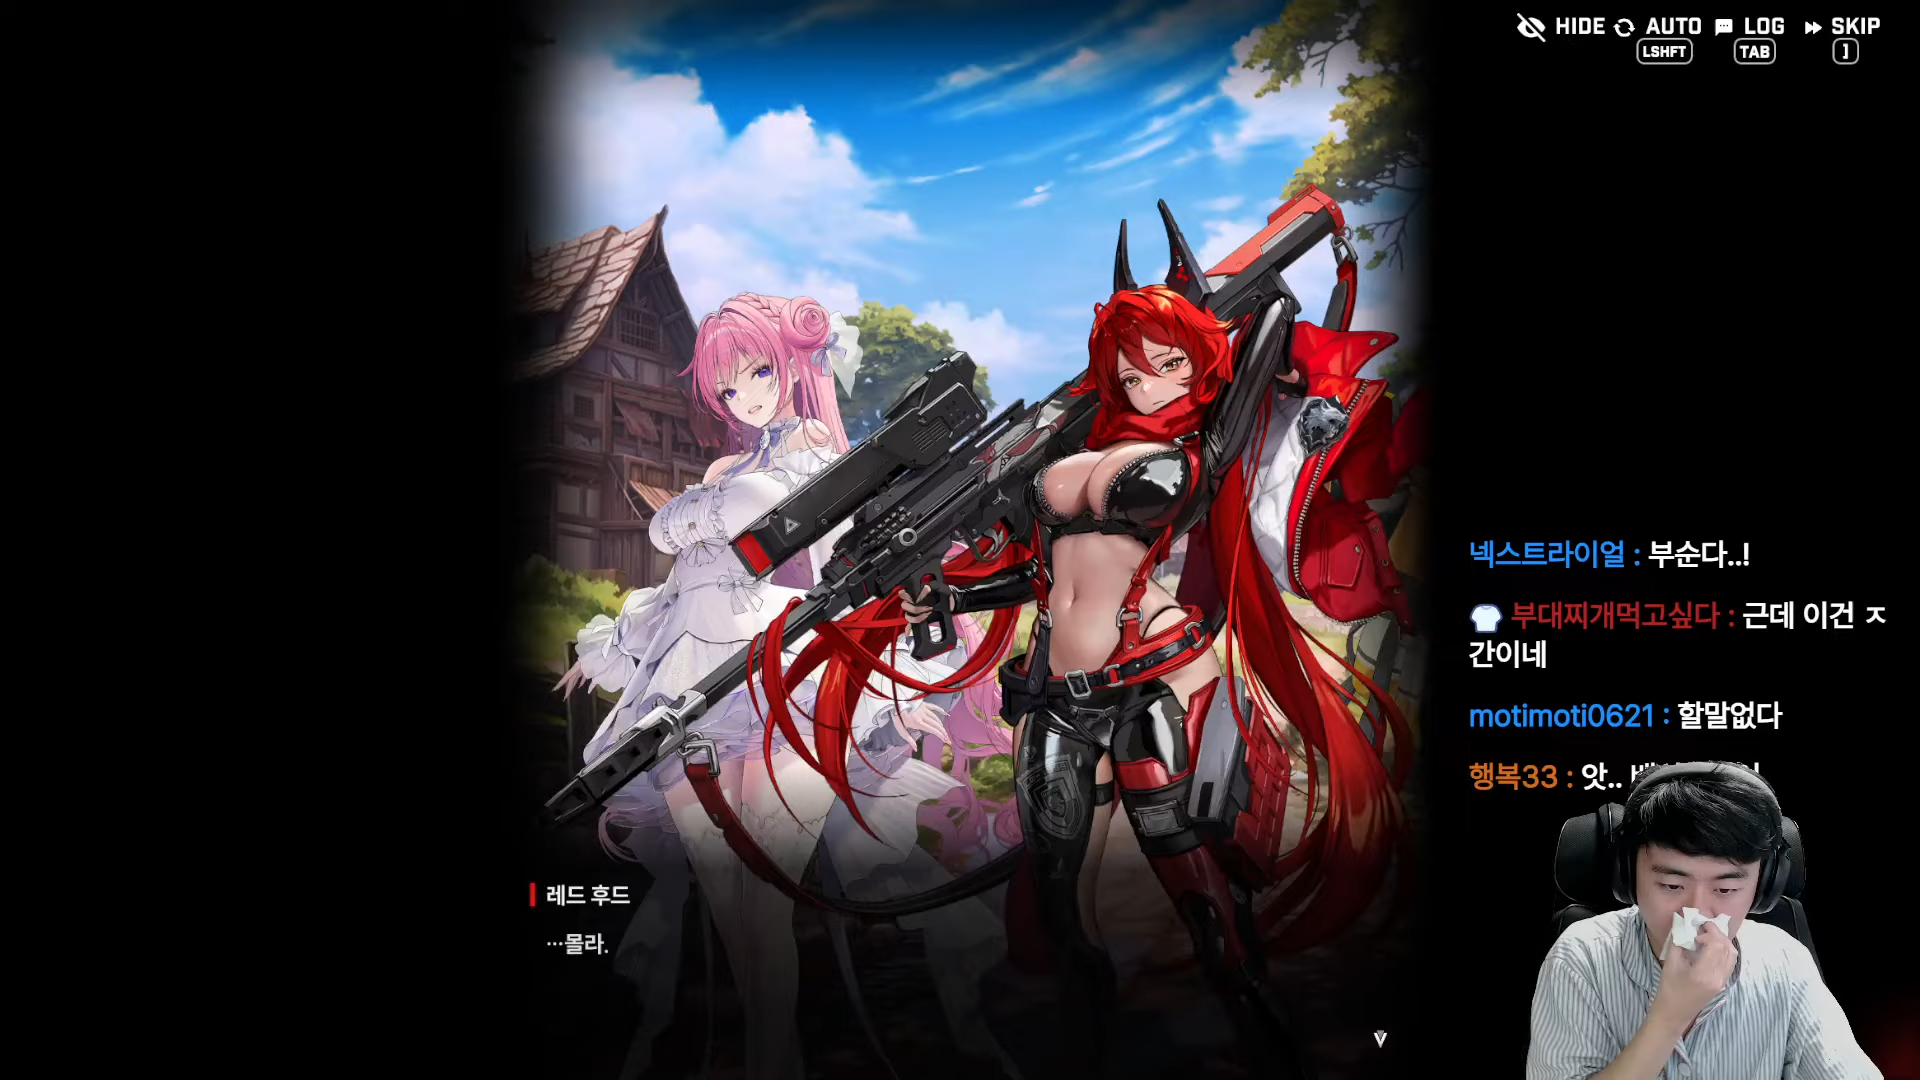 HIDE AUTO LOG SKIP
LSHFT TAB ]
넥스트라이얼 : 부순다..!
부대찌개먹고싶다 : 근데 이건 ㅈ
간이네
motimoti0621 : 할말없다
행복33 : 앗..
레드 후드
…몰라.